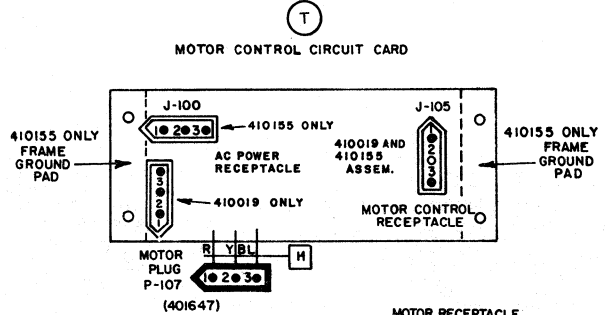 T
MOTOR CONTROL CIRCUIT CARD
J-100
J-105
1 2 3
410155 ONLY
410155 ONLY
FRAME
GROUND
PAD
AC POWER
RECEPTACLE
410019 AND
410155
ASSEM.
1
2
3
410155 ONLY
FRAME
GROUND
PAD
3
2
1
410019 ONLY
MOTOR CONTROL
RECEPTACLE
MOTOR
PLUG
P-107
R Y BL
M
1 2 3
(401647)
MOTOR RECEPTACLE